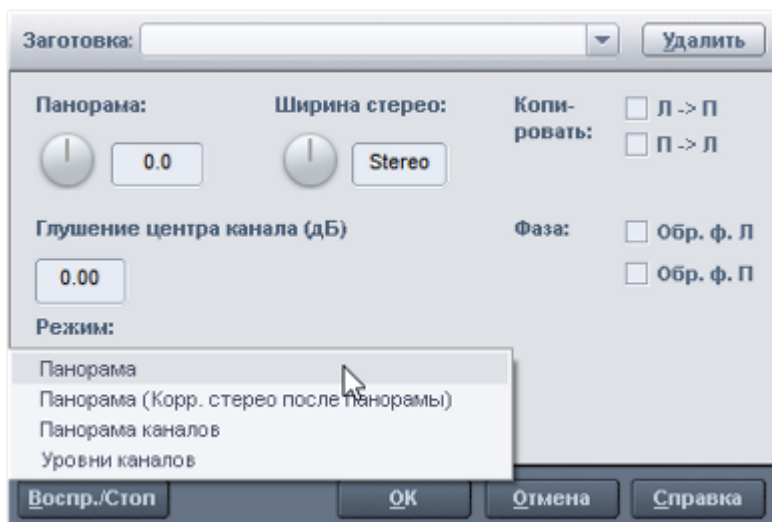 Заготовка: Удалить
Панорама: Ширина стерео: Копи-
ровать: Л -> П
П -> Л
0.0 Stereo
Глушение центра канала (дБ) Фаза: Обр. ф. Л
Обр. ф. П
0.00
Режим:
Панорама
Панорама (Корр. стерео после панорамы)
Панорама каналов
Уровни каналов
Воспр./Стоп OK Отмена Справка